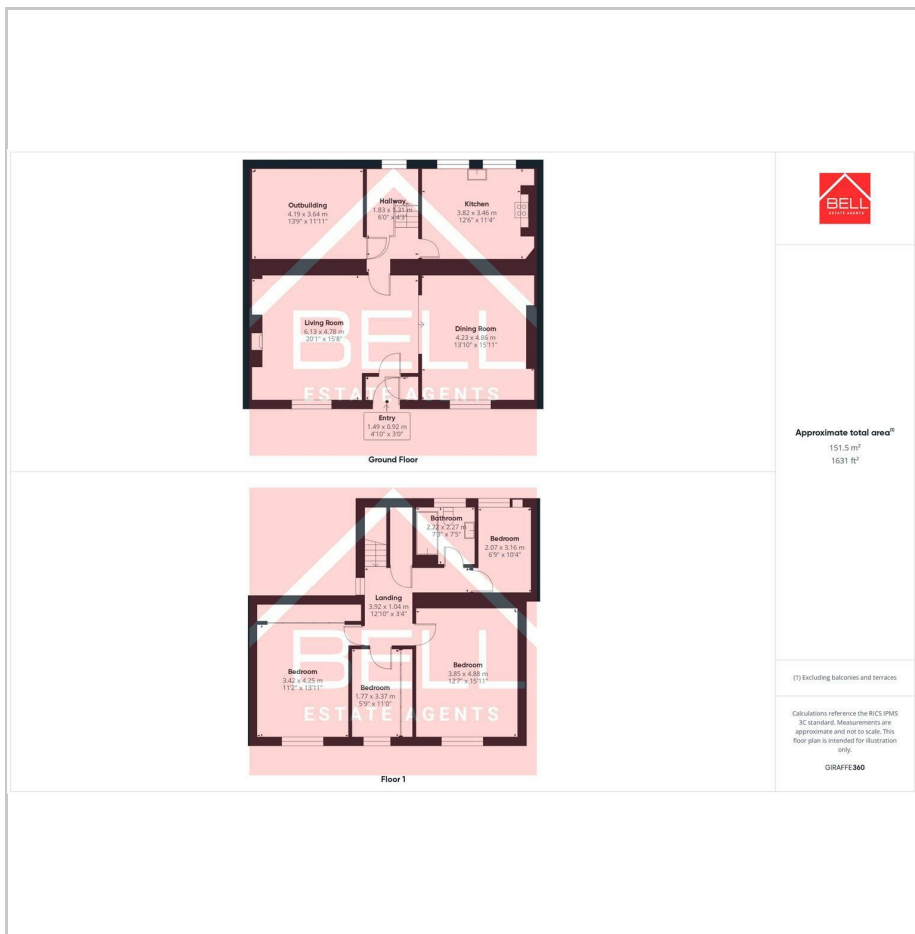 Outbuilding
4.19 x 3.64 m
13'9" x 11'11"
Hallway
1.83 x 1.31 m
6'0" x 4'3"
Kitchen
3.82 x 3.46 m
12'6" x 11'4"
Living Room
6.13 x 4.78 m
20'1" x 15'8"
Dining Room
4.23 x 4.86 m
13'10" x 15'11"
BELL
ESTATE AGENTS
Entry
1.49 x 0.92 m
4'10" x 3'0"
Ground Floor
Bathroom
2.22 x 2.27 m
7'3" x 7'5"
Bedroom
2.07 x 3.16 m
6'9" x 10'4"
Landing
3.92 x 1.04 m
12'10" x 3'4"
Bedroom
3.42 x 4.25 m
11'2" x 13'11"
Bedroom
1.77 x 3.37 m
5'9" x 11'0"
Bedroom
3.85 x 4.88 m
12'7" x 15'11"
BELL
ESTATE AGENTS
Floor 1
BELL
ESTATE AGENTS
Approximate total area(1)
151.5 m²
1631 ft²
(1) Excluding balconies and terraces
Calculations reference the RICS IPMS
3C standard. Measurements are
approximate and not to scale. This
floor plan is intended for illustration
only.
GIRAFFE360